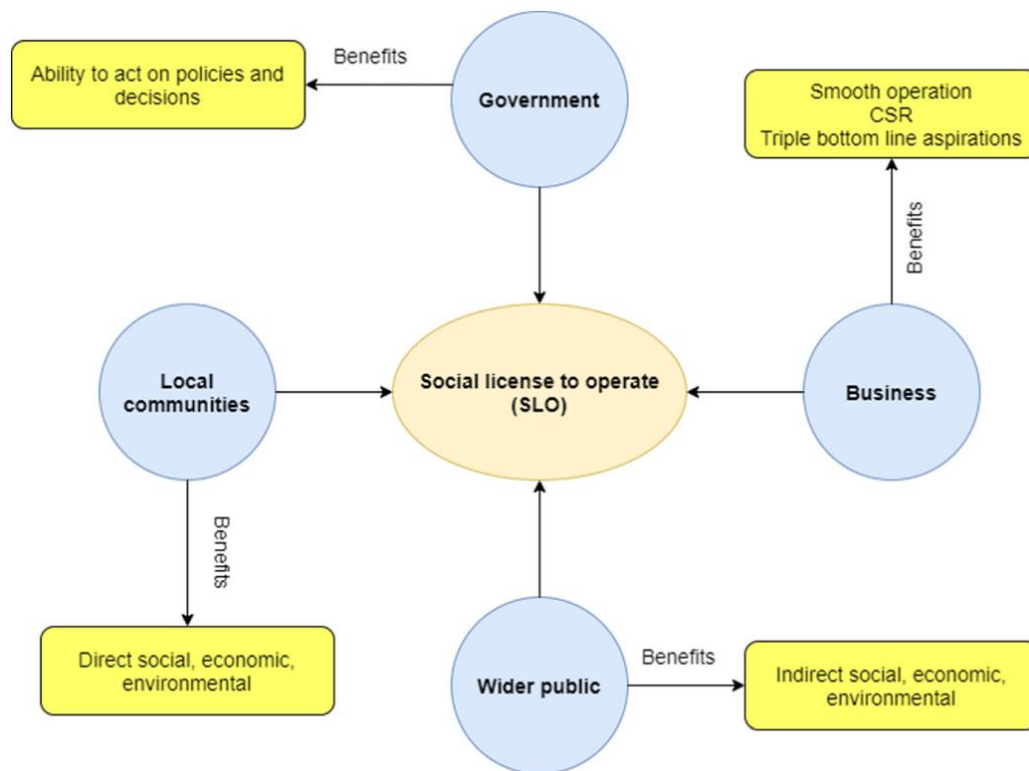 Benefits
Ability to act on policies and
decisions
Government
Smooth operation
CSR
Triple bottom line aspirations
Benefits
Local
communities
Social license to operate
(SLO)
Business
Benefits
Direct social, economic,
environmental
Wider public
Benefits
Indirect social, economic,
environmental